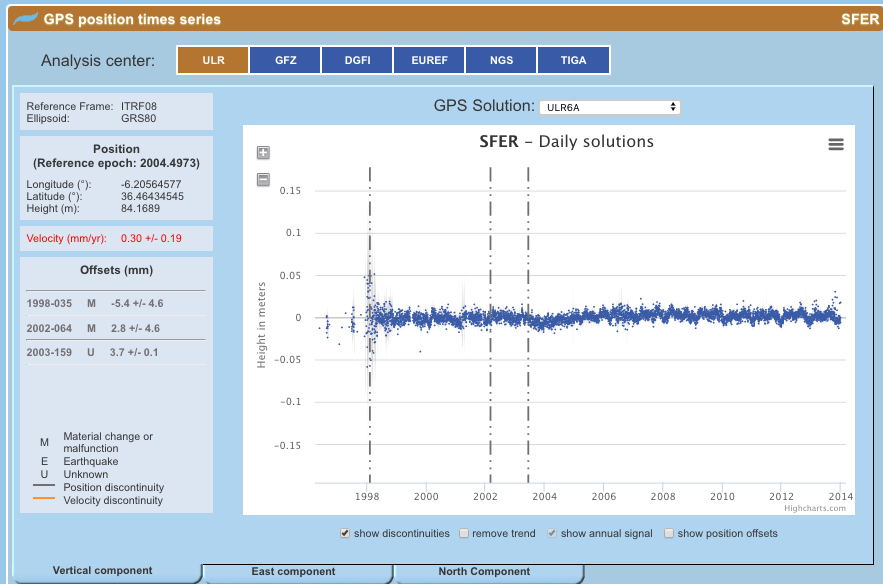 GPS position times series
SFER
Analysis center:
ULR GFZ DGFI EUREF NGS TIGA
Reference Frame: ITRF08
Ellipsoid: GRS80
Position
(Reference epoch: 2004.4973)
Longitude (°): -6.20564577
Latitude (°): 36.46434545
Height (m): 84.1689
Velocity (mm/yr): 0.30 +/- 0.19
Offsets (mm)
1998-035 M -5.4 +/- 4.6
2002-064 M 2.8 +/- 4.6
2003-159 U 3.7 +/- 0.1
M Material change or
malfunction
E Earthquake
U Unknown
Position discontinuity
Velocity discontinuity
GPS Solution: ULR6A
SFER – Daily solutions
Height in meters
0.15
0.1
0.05
0
−0.05
−0.1
−0.15
1998 2000 2002 2004 2006 2008 2010 2012 2014
Highcharts.com
show discontinuities remove trend show annual signal show position offsets
Vertical component East component North Component